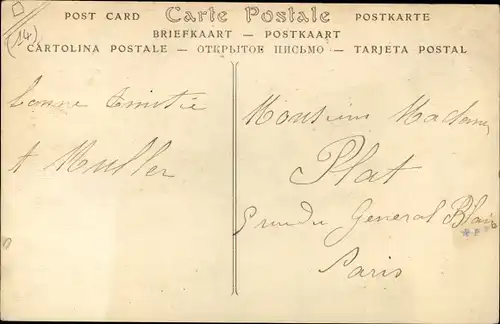 POST CARD Carte Postale POSTKARTE
BRIEFKAART — POSTKAART
CARTOLINA POSTALE — ОТКРЫТОЕ ПИСЬМО — TARJETA POSTAL
14
bonne Amitié
A Muller
Monsieur Madame
Plat
5 rue du General Blaise
Paris